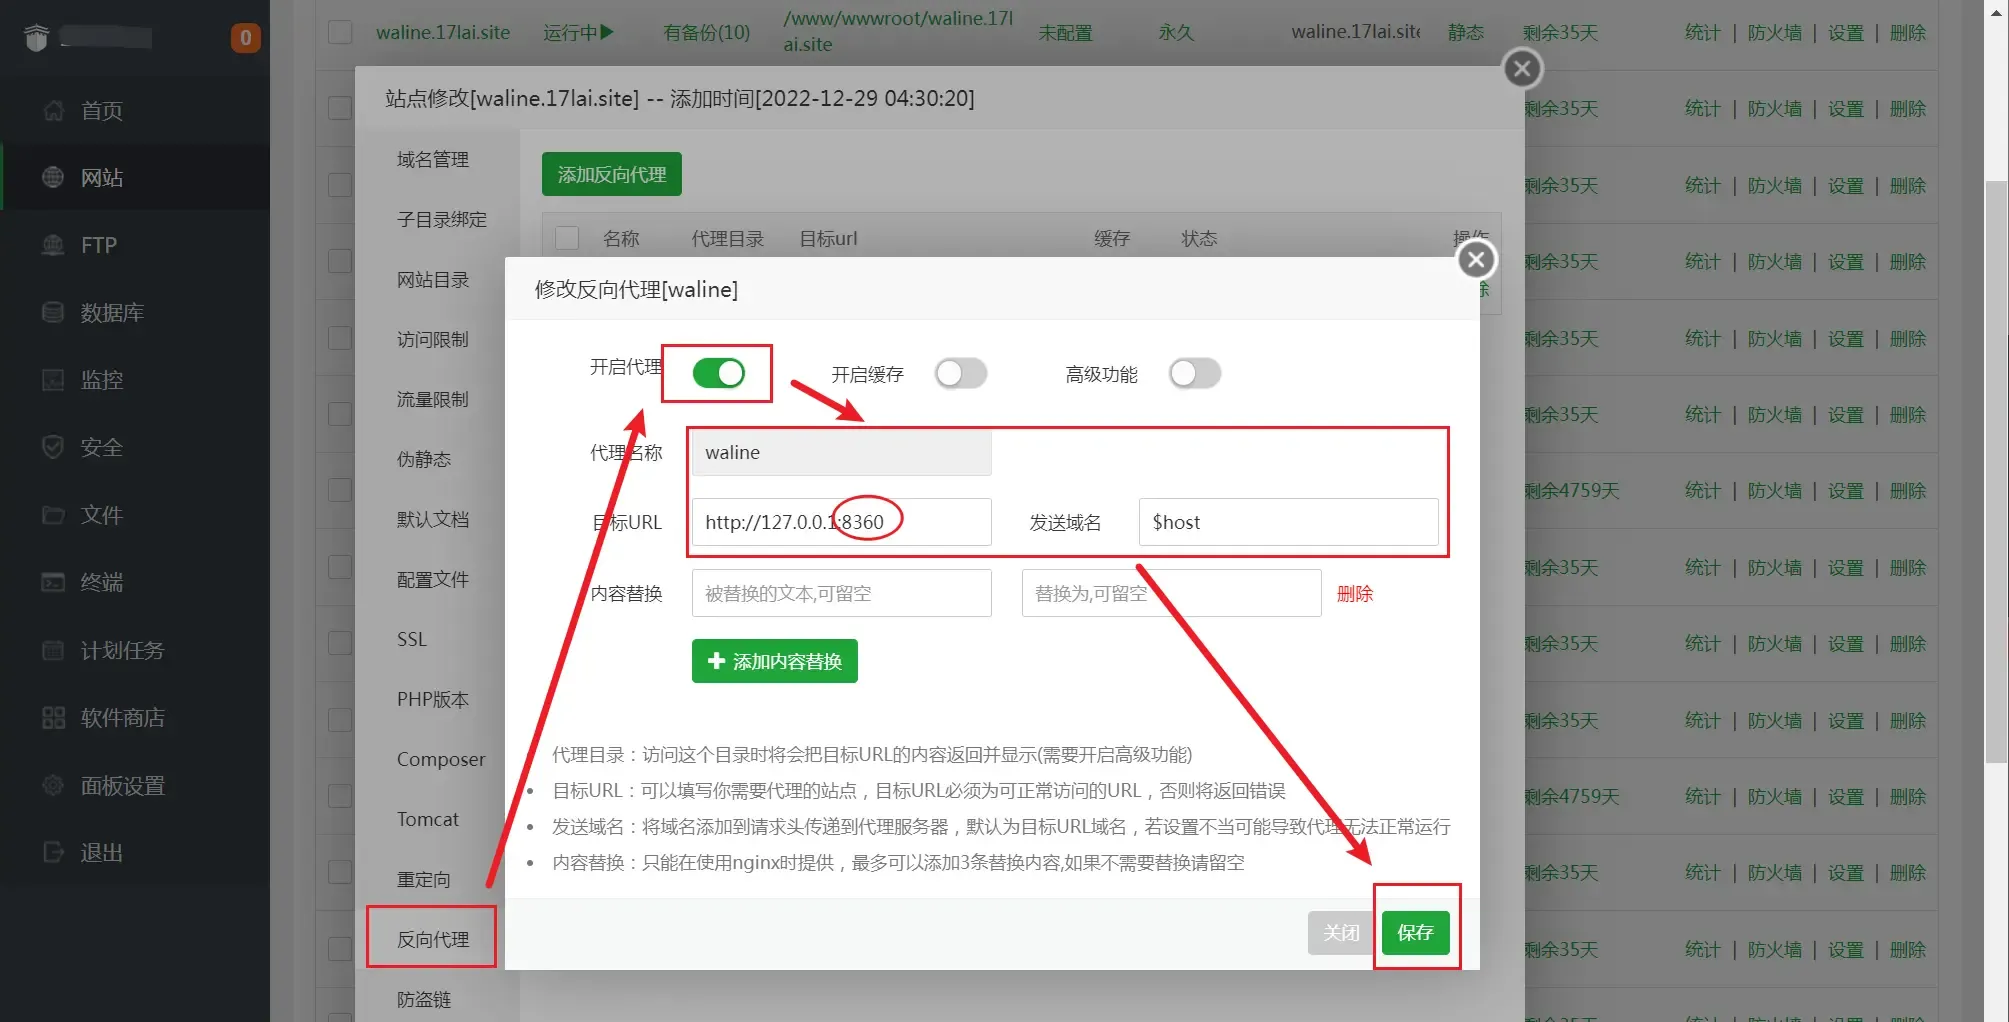 0
首页
网站
FTP
数据库
监控
安全
文件
终端
计划任务
软件商店
面板设置
退出
waline.17lai.site 运行中 有备份(10) /www/wwwroot/waline.17l
ai.site
未配置 永久 waline.17lai.site 静态 剩余35天 统计 | 防火墙 | 设置 | 删除
剩余35天 统计 | 防火墙 | 设置 | 删除
剩余35天 统计 | 防火墙 | 设置 | 删除
剩余35天 统计 | 防火墙 | 设置 | 删除
剩余35天 统计 | 防火墙 | 设置 | 删除
剩余35天 统计 | 防火墙 | 设置 | 删除
剩余4759天 统计 | 防火墙 | 设置 | 删除
剩余35天 统计 | 防火墙 | 设置 | 删除
剩余35天 统计 | 防火墙 | 设置 | 删除
剩余35天 统计 | 防火墙 | 设置 | 删除
剩余4759天 统计 | 防火墙 | 设置 | 删除
剩余35天 统计 | 防火墙 | 设置 | 删除
剩余35天 统计 | 防火墙 | 设置 | 删除
站点修改[waline.17lai.site] -- 添加时间[2022-12-29 04:30:20]
域名管理
子目录绑定
网站目录
访问限制
流量限制
伪静态
默认文档
配置文件
SSL
PHP版本
Composer
Tomcat
重定向
反向代理
防盗链
添加反向代理
名称 代理目录 目标url 缓存 状态 操作
修改反向代理[waline]
开启代理 开启缓存 高级功能
代理名称 waline
目标URL http://127.0.0.1:8360 发送域名 $host
内容替换 被替换的文本,可留空 替换为,可留空 删除
添加内容替换
代理目录：访问这个目录时将会把目标URL的内容返回并显示(需要开启高级功能)
目标URL：可以填写你需要代理的站点，目标URL必须为可正常访问的URL，否则将返回错误
发送域名：将域名添加到请求头传递到代理服务器，默认为目标URL域名，若设置不当可能导致代理无法正常运行
内容替换：只能在使用nginx时提供，最多可以添加3条替换内容,如果不需要替换请留空
关闭 保存